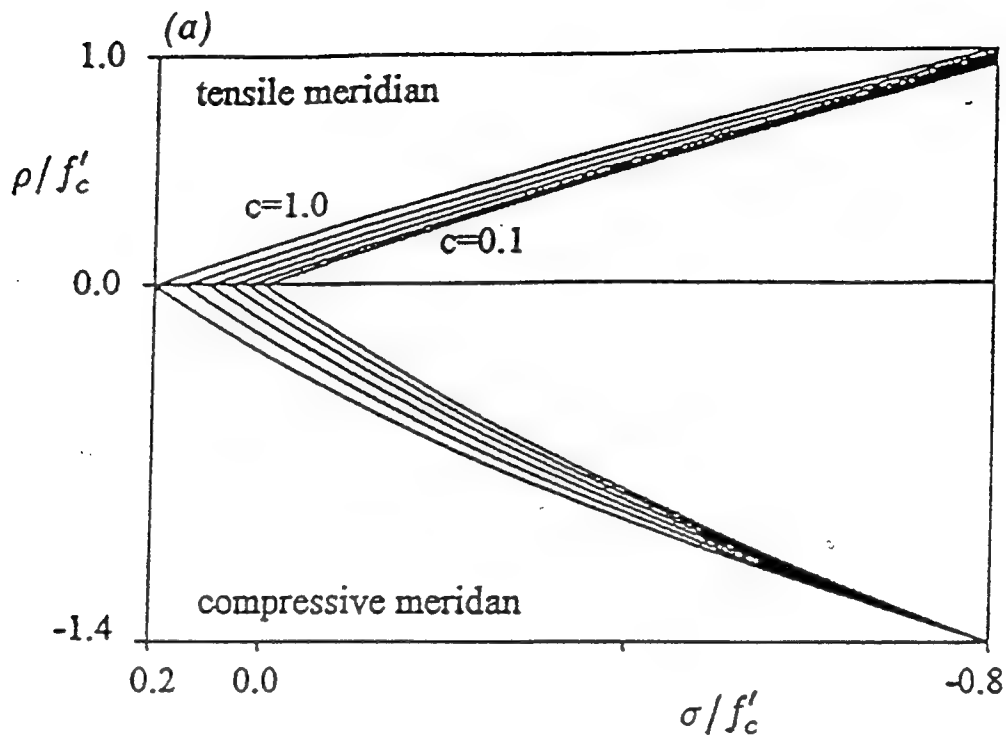 (a)
1.0
tensile meridian
ρ/f′c
c=1.0
c=0.1
0.0
compressive meridan
-1.4
0.2
0.0
-0.8
σ/f′c